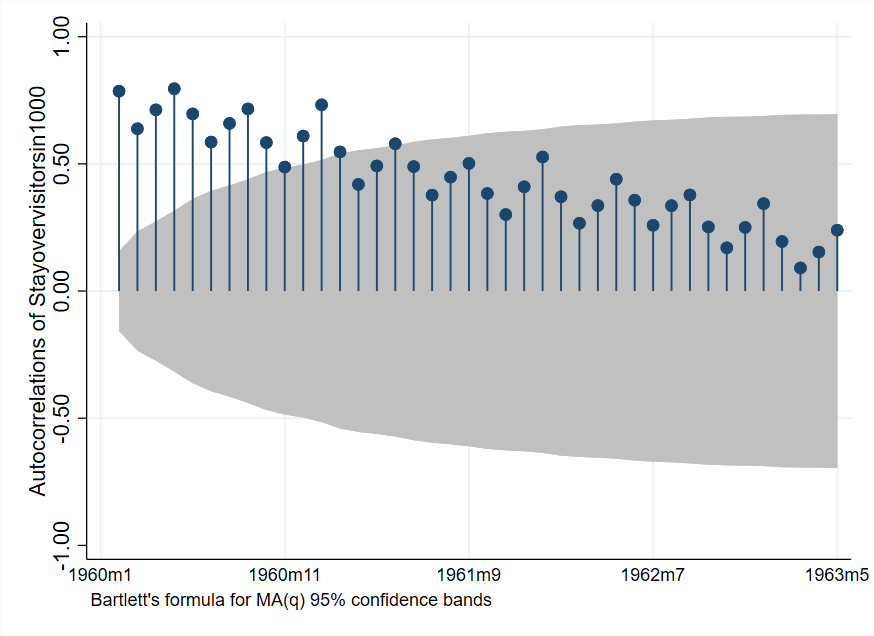 Autocorrelations of Stayovervisitorsin1000
1.00
0.50
0.00
-0.50
-1.00
1960m1 1960m11 1961m9 1962m7 1963m5
Bartlett's formula for MA(q) 95% confidence bands